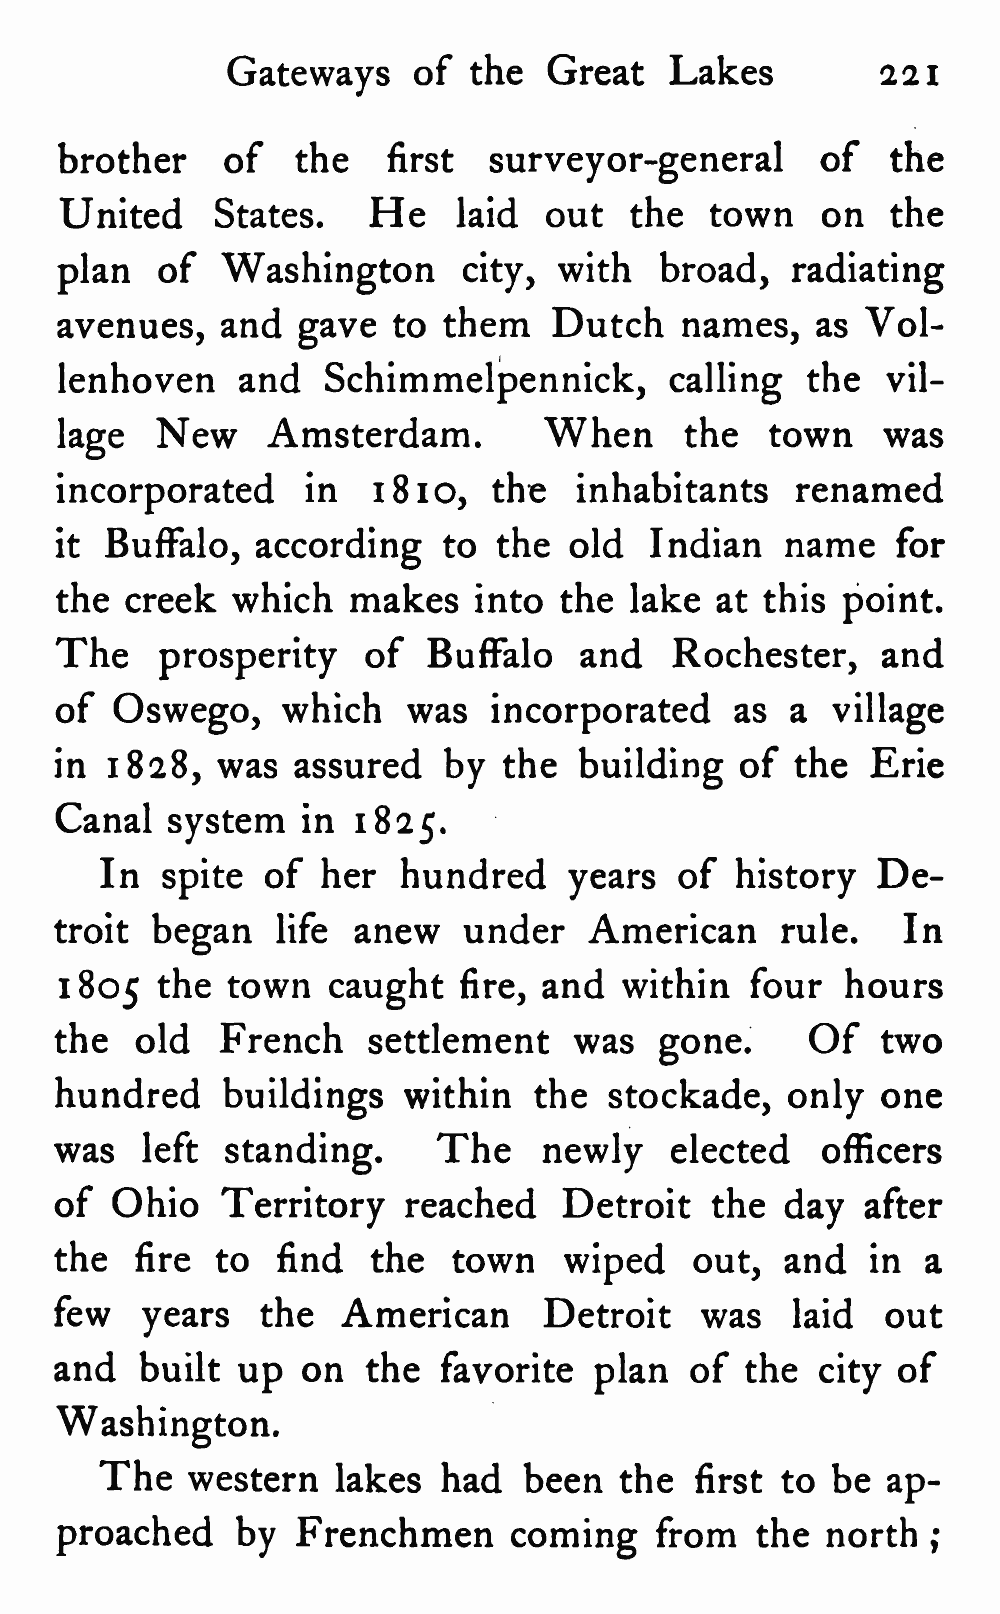 Gateways of the Great Lakes 221
brother of the first surveyor-general of the
United States. He laid out the town on the
plan of Washington city, with broad, radiating
avenues, and gave to them Dutch names, as Vol-
lenhoven and Schimmelpennick, calling the vil-
lage New Amsterdam. When the town was
incorporated in 1810, the inhabitants renamed
it Buffalo, according to the old Indian name for
the creek which makes into the lake at this point.
The prosperity of Buffalo and Rochester, and
of Oswego, which was incorporated as a village
in 1828, was assured by the building of the Erie
Canal system in 1825.
In spite of her hundred years of history De-
troit began life anew under American rule. In
1805 the town caught fire, and within four hours
the old French settlement was gone. Of two
hundred buildings within the stockade, only one
was left standing. The newly elected officers
of Ohio Territory reached Detroit the day after
the fire to find the town wiped out, and in a
few years the American Detroit was laid out
and built up on the favorite plan of the city of
Washington.
The western lakes had been the first to be ap-
proached by Frenchmen coming from the north ;